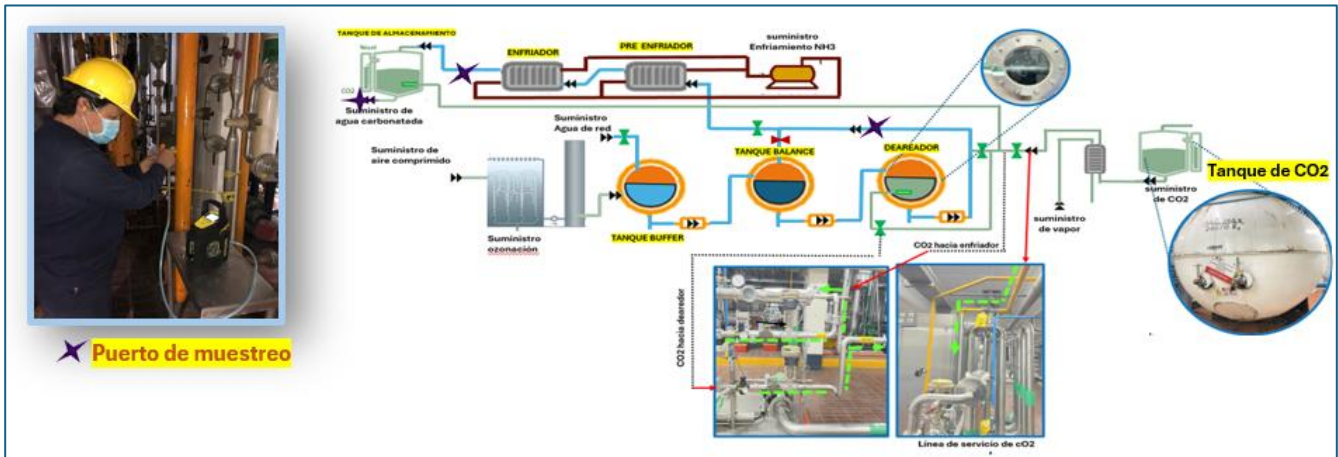 Puerto de muestreo
TANQUE DE ALMACENAMIENTO
Nivel
CO2
Suministro de
agua carbonatada
ENFRIADOR
PRE ENFRIADOR
suministro
Enfriamiento NH3
Suministro de
aire comprimido
Suministro
Agua de red
Suministro
ozonación
TANQUE BUFFER
TANQUE BALANCE
DEAREADOR
suministro
de vapor
suministro
de CO2
Tanque de CO2
CO2 hacia enfriador
CO2 hacia dearedor
Línea de servicio de cO2